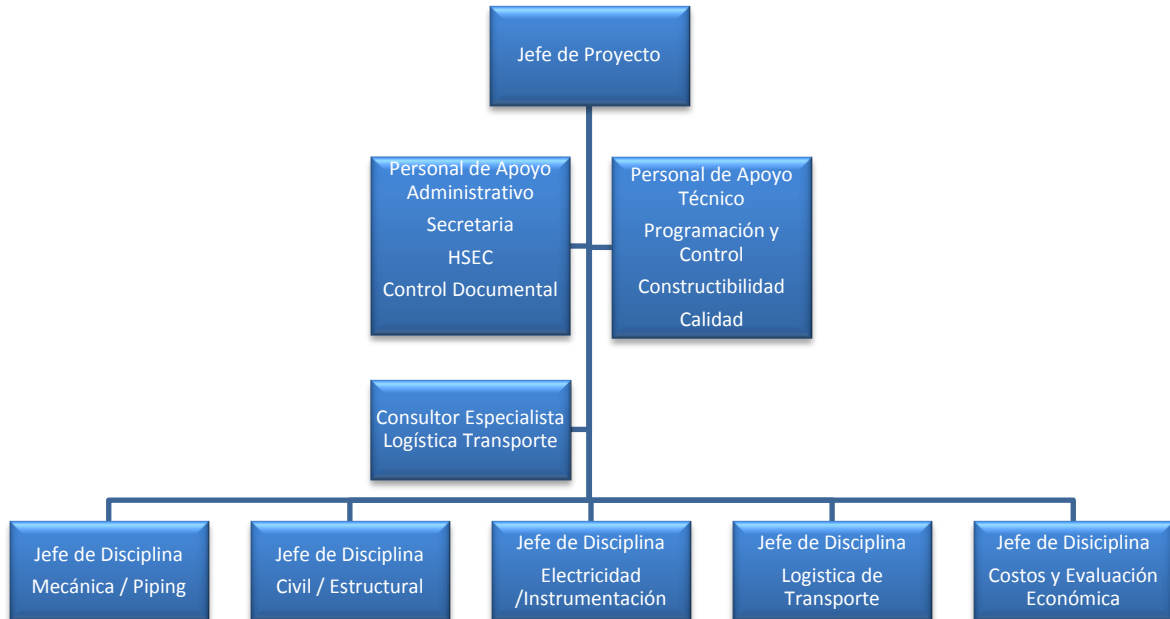 Jefe de Proyecto
Personal de Apoyo
Administrativo
Secretaria
HSEC
Control Documental
Personal de Apoyo
Técnico
Programación y
Control
Constructibilidad
Calidad
Consultor Especialista
Logística Transporte
Jefe de Disciplina
Mecánica / Piping
Jefe de Disciplina
Civil / Estructural
Jefe de Disciplina
Electricidad
/Instrumentación
Jefe de Disciplina
Logistica de
Transporte
Jefe de Disiciplina
Costos y Evaluación
Económica